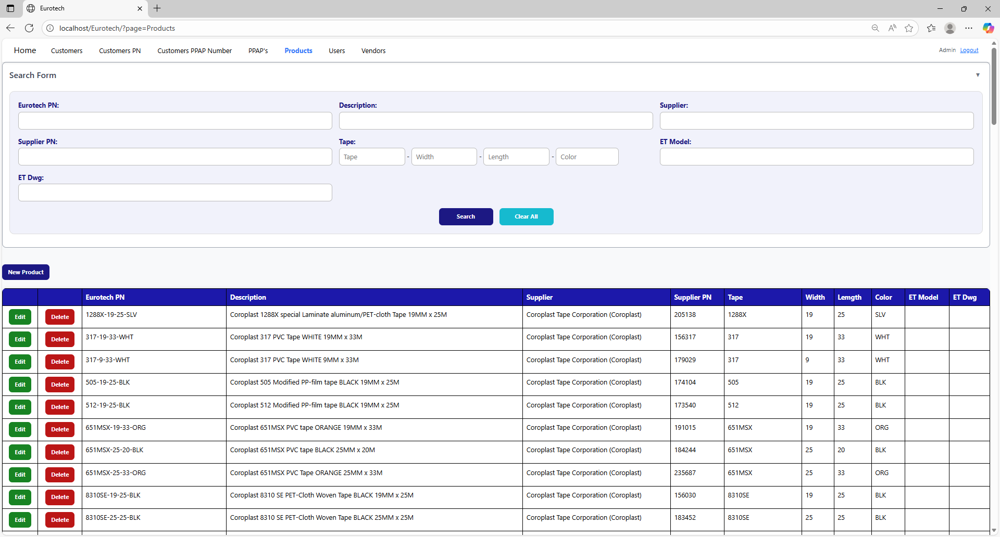 Eurotech
localhost/Eurotech/?page=Products
Home Customers Customers PN Customers PPAP Number PPAP's Products Users Vendors Admin Logout
Search Form
Eurotech PN: Description: Supplier:
Supplier PN: Tape: ET Model:
Tape - Width - Length - Color
ET Dwg:
Search Clear All
New Product
Eurotech PN Description Supplier Supplier PN Tape Width Lemgth Color ET Model ET Dwg
Edit Delete 1288X-19-25-SLV Coroplast 1288X special Laminate aluminum/PET-cloth Tape 19MM x 25M Coroplast Tape Corporation (Coroplast) 205138 1288X 19 25 SLV
Edit Delete 317-19-33-WHT Coroplast 317 PVC Tape WHITE 19MM x 33M Coroplast Tape Corporation (Coroplast) 156317 317 19 33 WHT
Edit Delete 317-9-33-WHT Coroplast 317 PVC Tape WHITE 9MM x 33M Coroplast Tape Corporation (Coroplast) 179029 317 9 33 WHT
Edit Delete 505-19-25-BLK Coroplast 505 Modified PP-film tape BLACK 19MM x 25M Coroplast Tape Corporation (Coroplast) 174104 505 19 25 BLK
Edit Delete 512-19-25-BLK Coroplast 512 Modified PP-film tape BLACK 19MM x 25M Coroplast Tape Corporation (Coroplast) 173540 512 19 25 BLK
Edit Delete 651MSX-19-33-ORG Coroplast 651MSX PVC tape ORANGE 19MM x 33M Coroplast Tape Corporation (Coroplast) 191015 651MSX 19 33 ORG
Edit Delete 651MSX-25-20-BLK Coroplast 651MSX PVC tape BLACK 25MM x 20M Coroplast Tape Corporation (Coroplast) 184244 651MSX 25 20 BLK
Edit Delete 651MSX-25-33-ORG Coroplast 651MSX PVC Tape ORANGE 25MM x 33M Coroplast Tape Corporation (Coroplast) 235687 651MSX 25 33 ORG
Edit Delete 8310SE-19-25-BLK Coroplast 8310 SE PET-Cloth Woven Tape BLACK 19MM x 25M Coroplast Tape Corporation (Coroplast) 156030 8310SE 19 25 BLK
Edit Delete 8310SE-25-25-BLK Coroplast 8310 SE PET-Cloth Woven Tape BLACK 25MM x 25M Coroplast Tape Corporation (Coroplast) 183452 8310SE 25 25 BLK